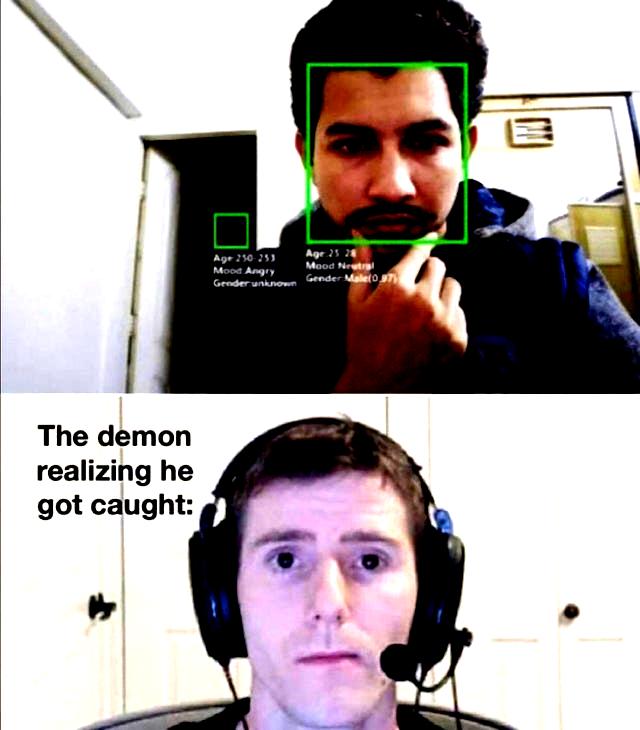 Age:250-253
Mood:Angry
Gender:unknown
Age:25-28
Mood:Neutral
Gender:Male(0.97)
The demon
realizing he
got caught: